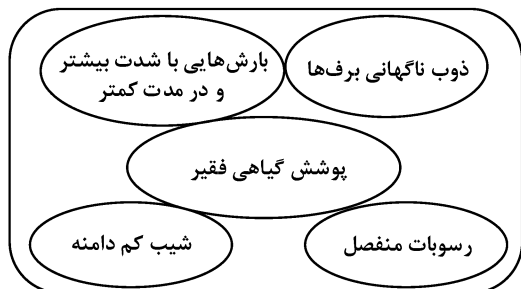 ذوب ناگهانی برف‌ها
بارش‌هایی با شدت بیشتر
و در مدت کمتر
پوشش گیاهی فقیر
رسوبات منفصل
شیب کم دامنه